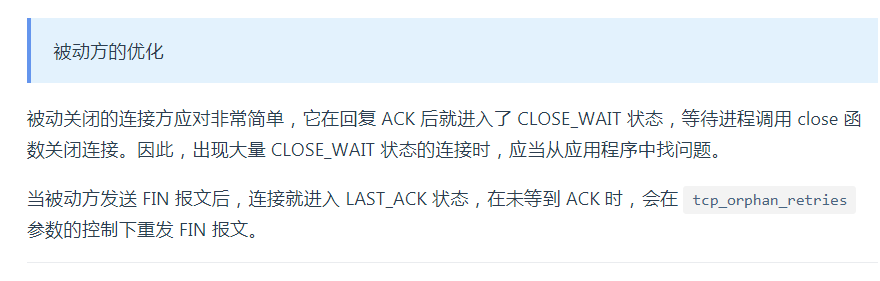 被动方的优化
被动关闭的连接方应对非常简单，它在回复 ACK 后就进入了 CLOSE_WAIT 状态，等待进程调用 close 函
数关闭连接。因此，出现大量 CLOSE_WAIT 状态的连接时，应当从应用程序中找问题。
当被动方发送 FIN 报文后，连接就进入 LAST_ACK 状态，在未等到 ACK 时，会在 tcp_orphan_retries
参数的控制下重发 FIN 报文。